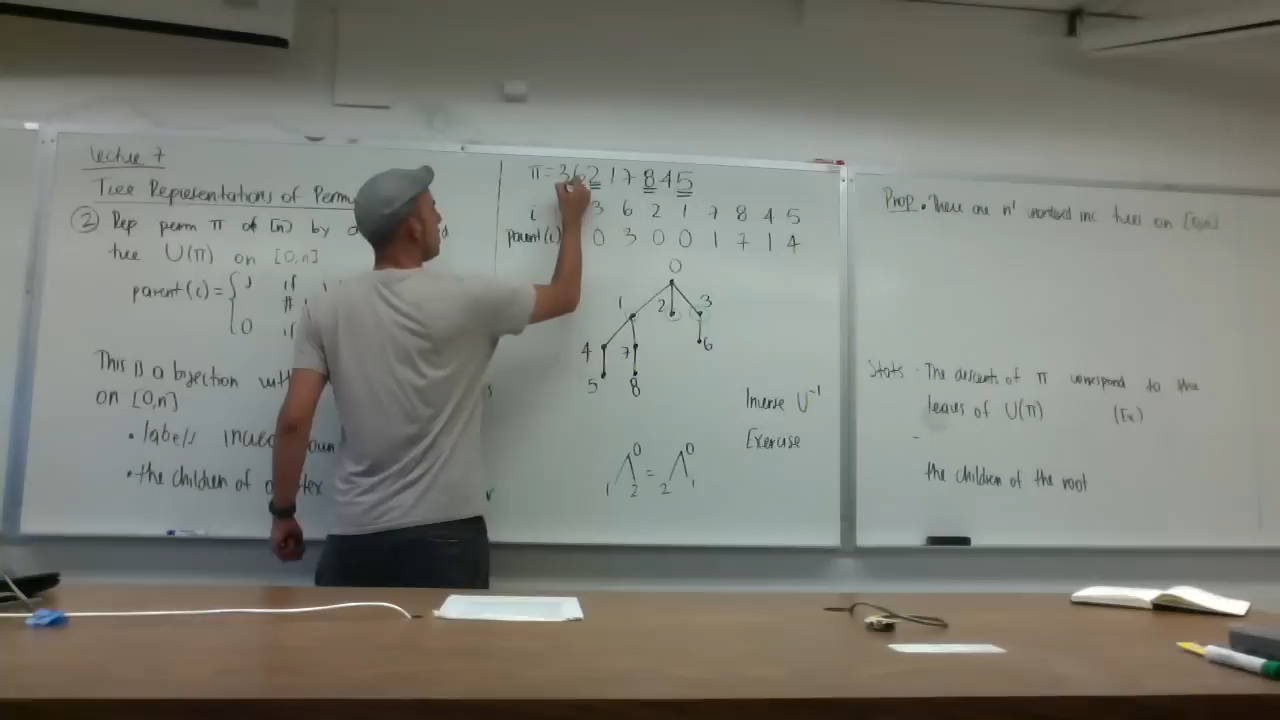 Lecture 7
Tree Representations of Perm
② Rep perm π of [n] by
tree U(π) on [0,n]
parent(i) = { j if
#
0 if
This is a bijection with
on [0,n]
• labels increa down
• the children of vertex
π = 36217845
i 3 6 2 1 7 8 4 5
parent(i) 0 3 0 0 1 7 1 4
0
1 2 3
4 7 6
5 8
Inverse U⁻¹
Exercise
0 0
=
1 2 2 1
Prop • There are n! unordered inc trees on [0,n]
Stats - The descents of π correspond to the
leaves of U(π) (Ex)
-
the children of the root